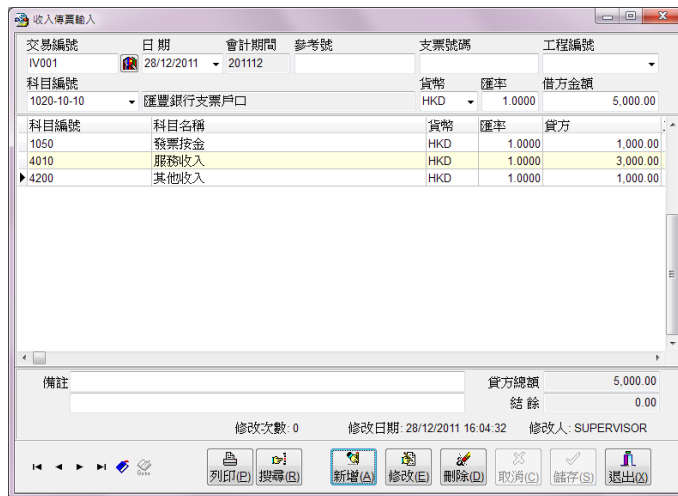 收入傳票輸入
交易編號 日期 會計期間 參考號 支票號碼 工程編號
IV001 28/12/2011 201112
科目編號 貨幣 匯率 借方金額
1020-10-10 匯豐銀行支票戶口 HKD 1.0000 5,000.00
科目編號 科目名稱 貨幣 匯率 貸方
1050 發票按金 HKD 1.0000 1,000.00
4010 服務收入 HKD 1.0000 3,000.00
4200 其他收入 HKD 1.0000 1,000.00
備註 貸方總額 5,000.00
結餘 0.00
修改次數: 0 修改日期: 28/12/2011 16:04:32 修改人: SUPERVISOR
列印(P) 搜尋(R) 新增(A) 修改(E) 刪除(D) 取消(C) 儲存(S) 退出(X)